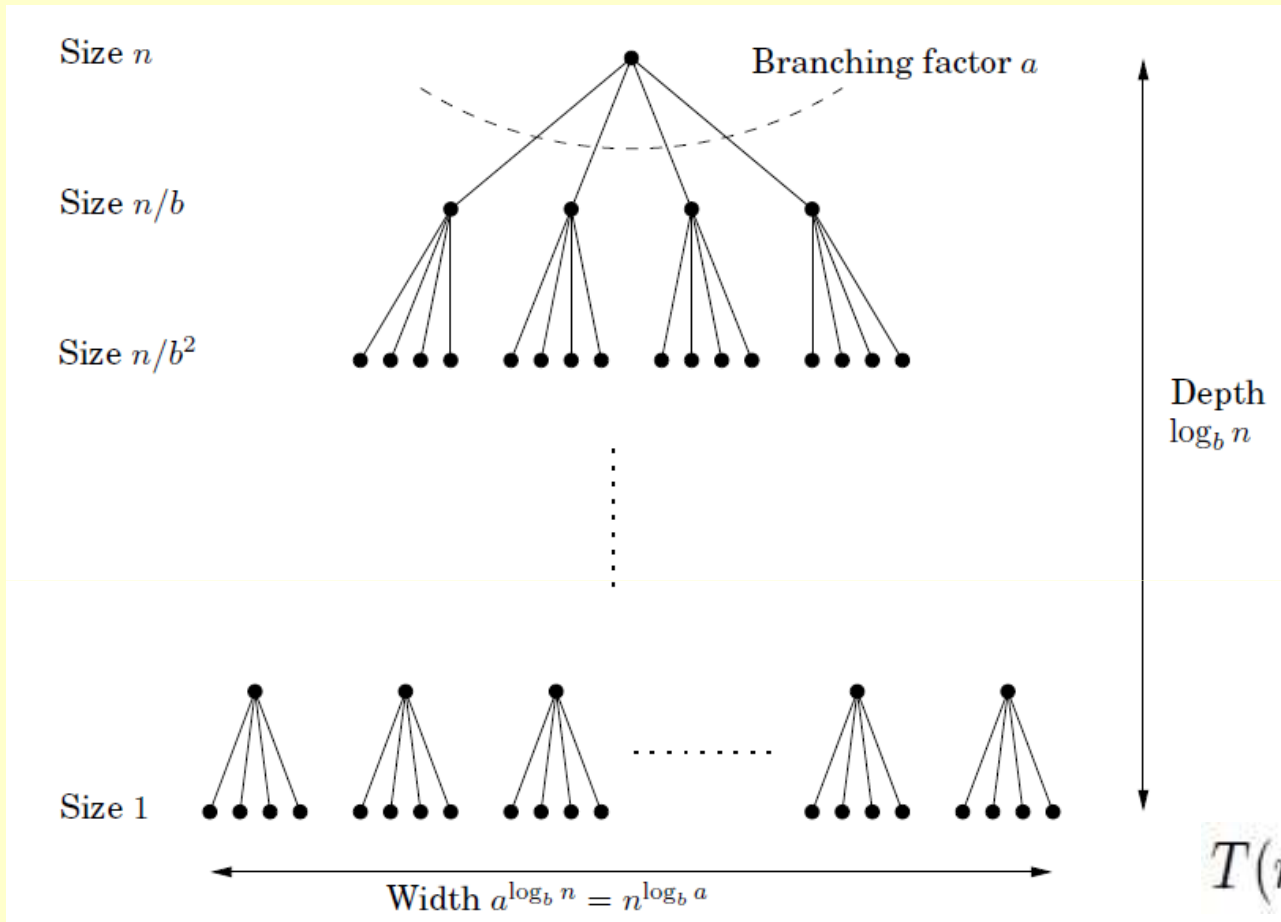 Size n
Branching factor a
Size n/b
Size n/b²
Depth
log_b n
Size 1
Width a^{log_b n} = n^{log_b a}
T(